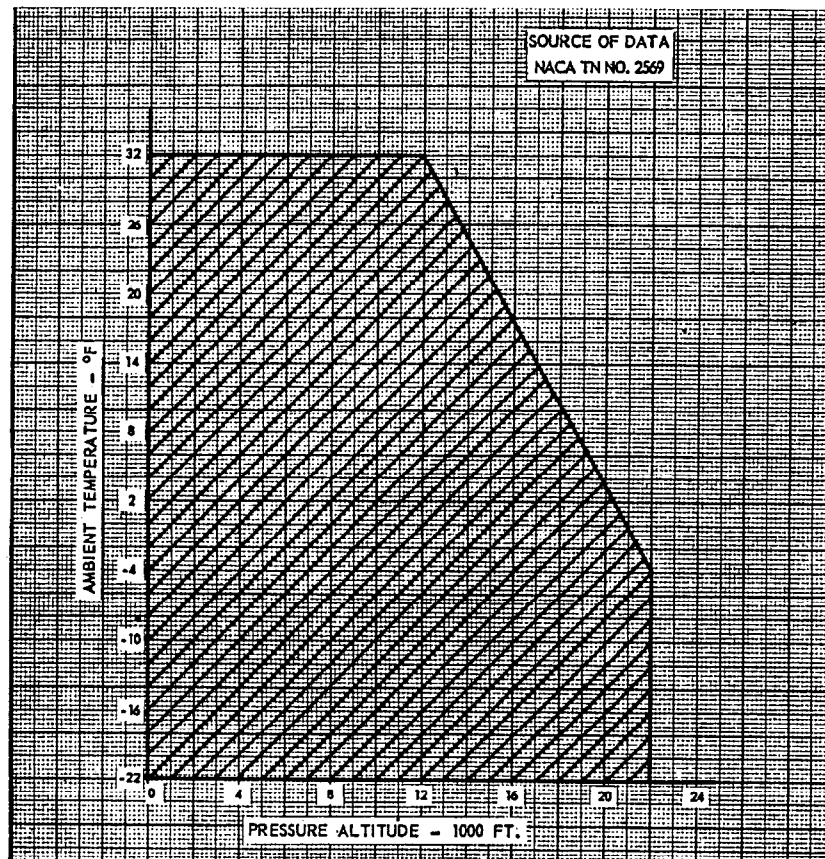 SOURCE OF DATA
NACA TN NO. 2569
32
26
20
14
8
2
-4
-10
-16
-22
AMBIENT TEMPERATURE - °F
0 4 8 12 16 20 24
PRESSURE ALTITUDE - 1000 FT.